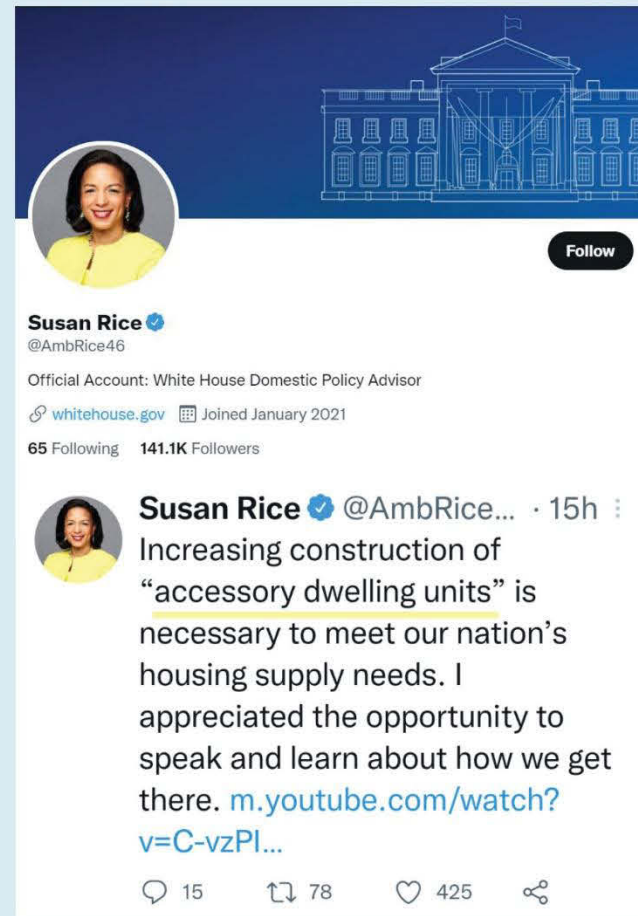 Follow
Susan Rice
@AmbRice46
Official Account: White House Domestic Policy Advisor
whitehouse.gov Joined January 2021
65 Following 141.1K Followers
Susan Rice @AmbRice... · 15h
Increasing construction of
“accessory dwelling units” is
necessary to meet our nation’s
housing supply needs. I
appreciated the opportunity to
speak and learn about how we get
there. m.youtube.com/watch?
v=C-vzPI...
15 78 425